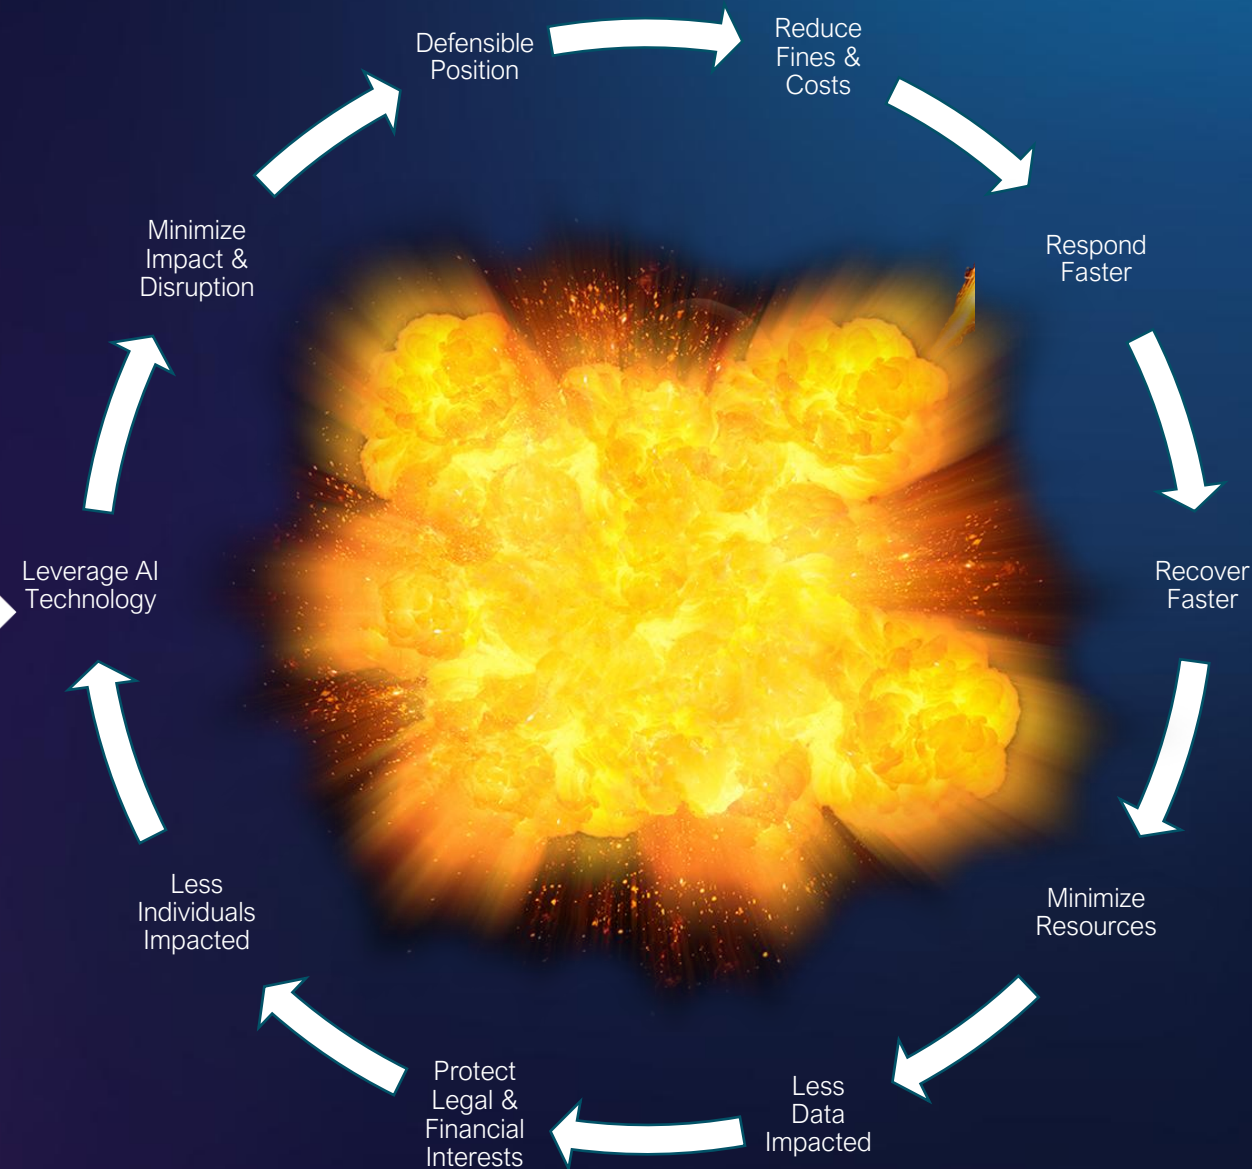 Defensible
Position
Reduce
Fines &
Costs
Respond
Faster
Recover
Faster
Minimize
Resources
Less
Data
Impacted
Protect
Legal &
Financial
Interests
Less
Individuals
Impacted
Leverage AI
Technology
Minimize
Impact &
Disruption